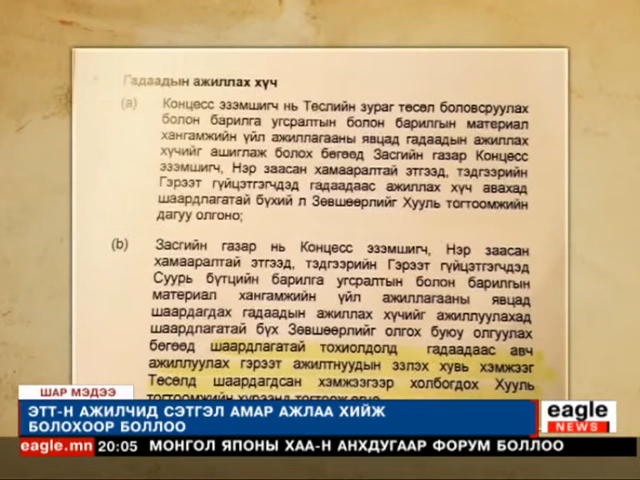 Гадаадын ажиллах хүч
(a) Концесс эзэмшигч нь Төслийн зураг төсөл боловсруулах
болон барилга угсралтын болон барилгын материал
хангамжийн үйл ажиллагааны явцад гадаадын ажиллах
хүчийг ашиглаж болох бөгөөд Засгийн газар Концесс
эзэмшигч, Нэр заасан хамааралтай этгээд, тэдгээрийн
Гэрээт гүйцэтгэгчдэд гадаадаас ажиллах хүч авахад
шаардлагатай бүхий л Зөвшөөрлийг Хууль тогтоомжийн
дагуу олгоно;
(b) Засгийн газар нь Концесс эзэмшигч, Нэр заасан
хамааралтай этгээд, тэдгээрийн Гэрээт гүйцэтгэгчдэд
Суурь бүтцийн барилга угсралтын болон барилгын
материал хангамжийн үйл ажиллагааны явцад
шаардагдах гадаадын ажиллах хүчийг ажиллуулахад
шаардлагатай бүх Зөвшөөрлийг олгох буюу олгуулах
бөгөөд шаардлагатай тохиолдолд гадаадаас авч
ажиллуулах гэрээт ажилтнуудын эзлэх хувь хэмжээг
Төсөлд шаардагдсан хэмжээгээр холбогдох Хууль
тогтоомжийн хүрээнд тогтоож өгнө
ШАР МЭДЭЭ
ЭТТ-Н АЖИЛЧИД СЭТГЭЛ АМАР АЖЛАА ХИЙЖ
БОЛОХООР БОЛЛОО
eagle
NEWS
eagle.mn 20:05 МОНГОЛ ЯПОНЫ ХАА-Н АНХДУГААР ФОРУМ БОЛЛОО